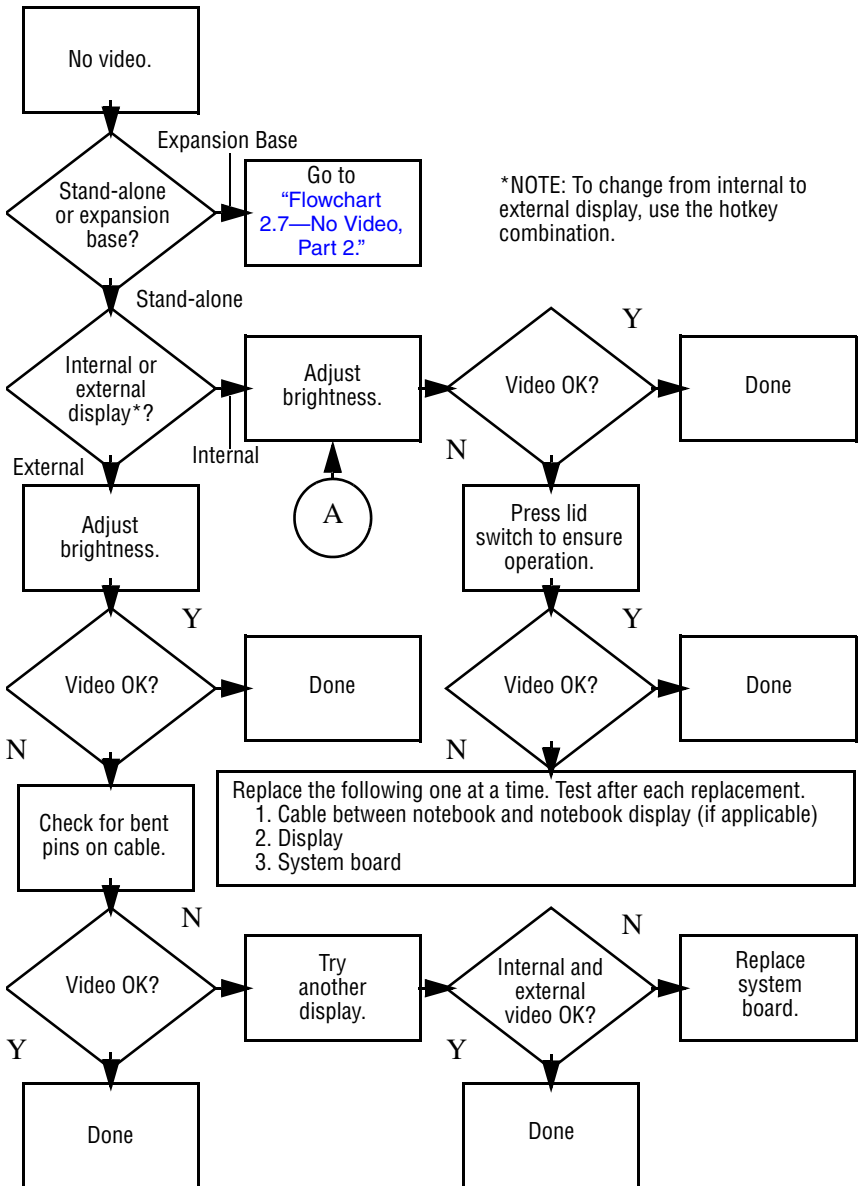 No video.
Expansion Base
Stand-alone
or expansion
base?
Go to
“Flowchart
2.7—No Video,
Part 2.”
*NOTE: To change from internal to
external display, use the hotkey
combination.
Stand-alone
Internal or
external
display*?
Internal
External
Adjust
brightness.
A
Video OK?
Y
Done
N
Press lid
switch to ensure
operation.
Video OK?
Y
Done
N
Replace the following one at a time. Test after each replacement.
1. Cable between notebook and notebook display (if applicable)
2. Display
3. System board
Adjust
brightness.
Video OK?
Y
Done
N
Check for bent
pins on cable.
Video OK?
N
Try
another
display.
Internal and
external
video OK?
N
Replace
system
board.
Y
Done
Y
Done